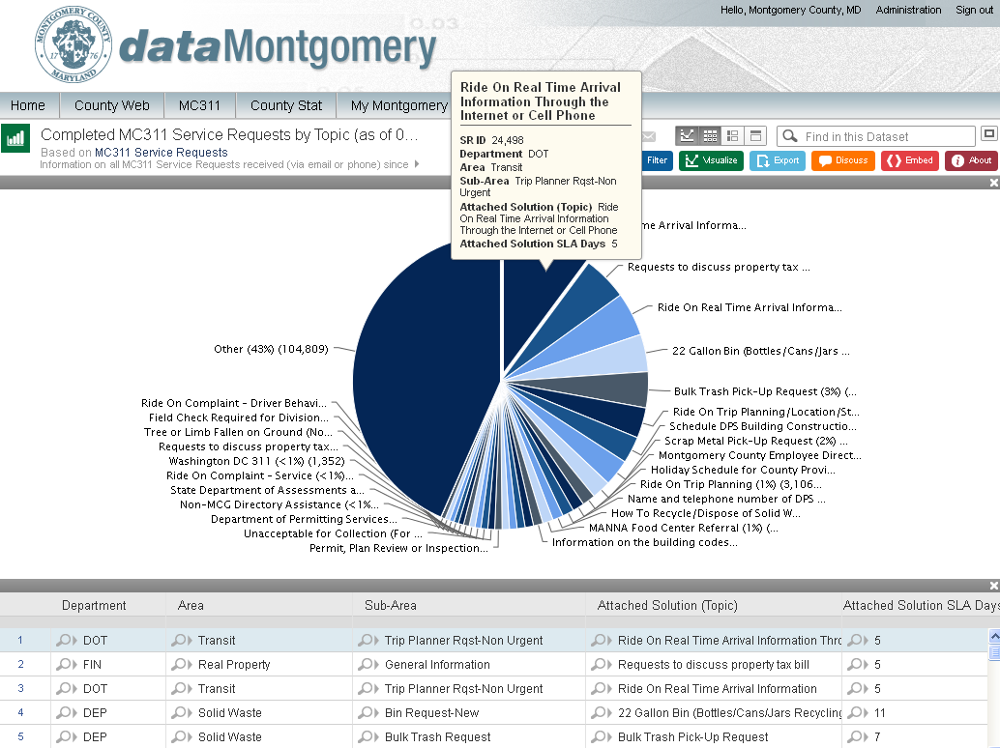 Hello, Montgomery County, MD Administration Sign out
MONTGOMERY COUNTY
17 76
MARYLAND
dataMontgomery
0.03
Home County Web MC311 County Stat My Montgomery
Completed MC311 Service Requests by Topic (as of 0...
Based on MC311 Service Requests
Information on all MC311 Service Requests received (via email or phone) since
Find in this Dataset
Filter Visualize Export Discuss Embed About
Ride On Real Time Arrival
Information Through the
Internet or Cell Phone
SR ID 24,498
Department DOT
Area Transit
Sub-Area Trip Planner Rqst-Non
Urgent
Attached Solution (Topic) Ride
On Real Time Arrival Information
Through the Internet or Cell Phone
Attached Solution SLA Days 5
me Arrival Informa...
Requests to discuss property tax ...
Ride On Real Time Arrival Informa...
22 Gallon Bin (Bottles/Cans/Jars ...
Bulk Trash Pick-Up Request (3%) (...
Ride On Trip Planning/Location/St...
Schedule DPS Building Constructio...
Scrap Metal Pick-Up Request (2%) ...
Montgomery County Employee Direct...
Holiday Schedule for County Provi...
Ride On Trip Planning (1%) (3,106...
Name and telephone number of DPS ...
How To Recycle/Dispose of Solid W...
MANNA Food Center Referral (1%) (...
Information on the building codes...
Other (43%) (104,809)
Ride On Complaint - Driver Behavi...
Field Check Required for Division...
Tree or Limb Fallen on Ground (No...
Requests to discuss property tax...
Washington DC 311 (<1%) (1,352)
Ride On Complaint - Service (<1%)...
State Department of Assessments a...
Non-MCG Directory Assistance (<1%...
Department of Permitting Services...
Unacceptable for Collection (For ...
Permit, Plan Review or Inspection...
Department Area Sub-Area Attached Solution (Topic) Attached Solution SLA Days
1 DOT Transit Trip Planner Rqst-Non Urgent Ride On Real Time Arrival Information Thro 5
2 FIN Real Property General Information Requests to discuss property tax bill 5
3 DOT Transit Trip Planner Rqst-Non Urgent Ride On Real Time Arrival Information 5
4 DEP Solid Waste Bin Request-New 22 Gallon Bin (Bottles/Cans/Jars Recycling 11
5 DEP Solid Waste Bulk Trash Request Bulk Trash Pick-Up Request 7